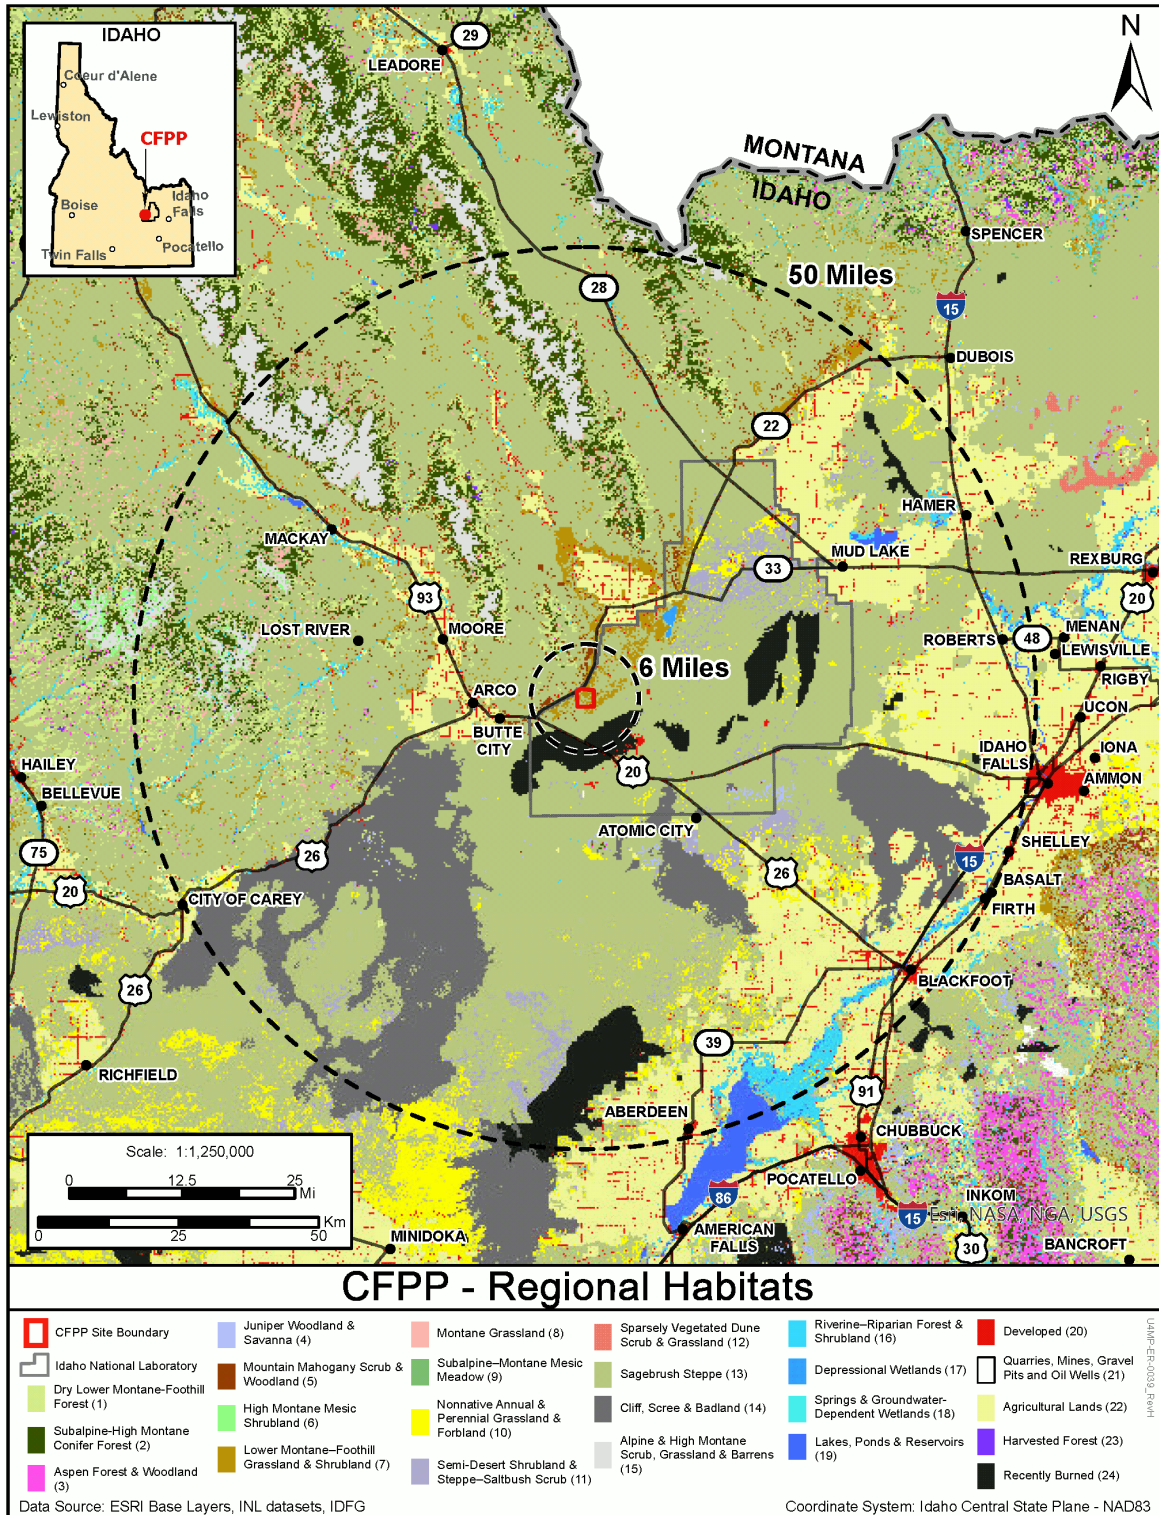 IDAHO
Coeur d'Alene
Lewiston
CFPP
Boise
Idaho
Falls
Twin Falls
Pocatello
29
LEADORE
N
MONTANA
IDAHO
SPENCER
50 Miles
28
15
DUBOIS
22
HAMER
MACKAY
MUD LAKE
REXBURG
33
20
93
LOST RIVER
MOORE
ROBERTS
48
MENAN
LEWISVILLE
6 Miles
RIGBY
ARCO
UCON
BUTTE
CITY
IDAHO
FALLS
IONA
HAILEY
20
AMMON
BELLEVUE
ATOMIC CITY
SHELLEY
75
26
15
20
26
BASALT
CITY OF CAREY
FIRTH
BLACKFOOT
26
39
RICHFIELD
91
ABERDEEN
CHUBBUCK
Scale: 1:1,250,000
0 12.5 25
Mi
POCATELLO
86
INKOM
15
Esri, NASA, NGA, USGS
Km
0 25 50
AMERICAN
FALLS
MINIDOKA
30
BANCROFT
CFPP - Regional Habitats
CFPP Site Boundary
Idaho National Laboratory
Dry Lower Montane-Foothill
Forest (1)
Subalpine-High Montane
Conifer Forest (2)
Aspen Forest & Woodland
(3)
Juniper Woodland &
Savanna (4)
Mountain Mahogany Scrub &
Woodland (5)
High Montane Mesic
Shrubland (6)
Lower Montane–Foothill
Grassland & Shrubland (7)
Montane Grassland (8)
Subalpine–Montane Mesic
Meadow (9)
Nonnative Annual &
Perennial Grassland &
Forbland (10)
Semi-Desert Shrubland &
Steppe–Saltbush Scrub (11)
Sparsely Vegetated Dune
Scrub & Grassland (12)
Sagebrush Steppe (13)
Cliff, Scree & Badland (14)
Alpine & High Montane
Scrub, Grassland & Barrens
(15)
Riverine–Riparian Forest &
Shrubland (16)
Depressional Wetlands (17)
Springs & Groundwater-
Dependent Wetlands (18)
Lakes, Ponds & Reservoirs
(19)
Developed (20)
Quarries, Mines, Gravel
Pits and Oil Wells (21)
Agricultural Lands (22)
Harvested Forest (23)
Recently Burned (24)
U4MP-ER-0039_RevH
Data Source: ESRI Base Layers, INL datasets, IDFG
Coordinate System: Idaho Central State Plane - NAD83